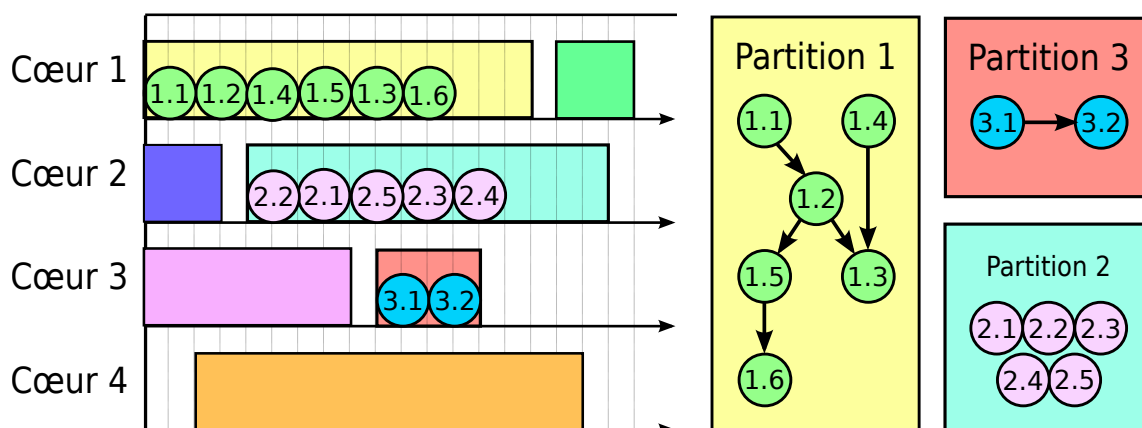 Cœur 1
1.1 1.2 1.4 1.5 1.3 1.6
Cœur 2
2.2 2.1 2.5 2.3 2.4
Cœur 3
3.1 3.2
Cœur 4
Partition 1
1.1 1.4
1.2
1.5 1.3
1.6
Partition 3
3.1 3.2
Partition 2
2.1 2.2 2.3
2.4 2.5